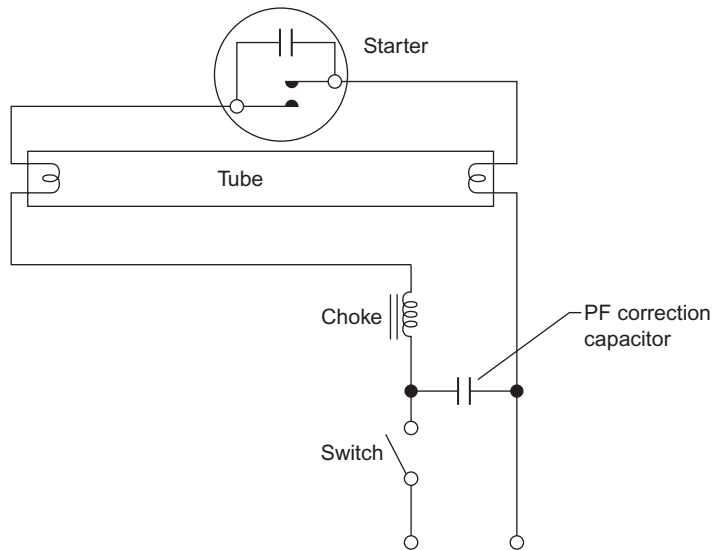 Starter
Tube
Choke
PF correction
capacitor
Switch